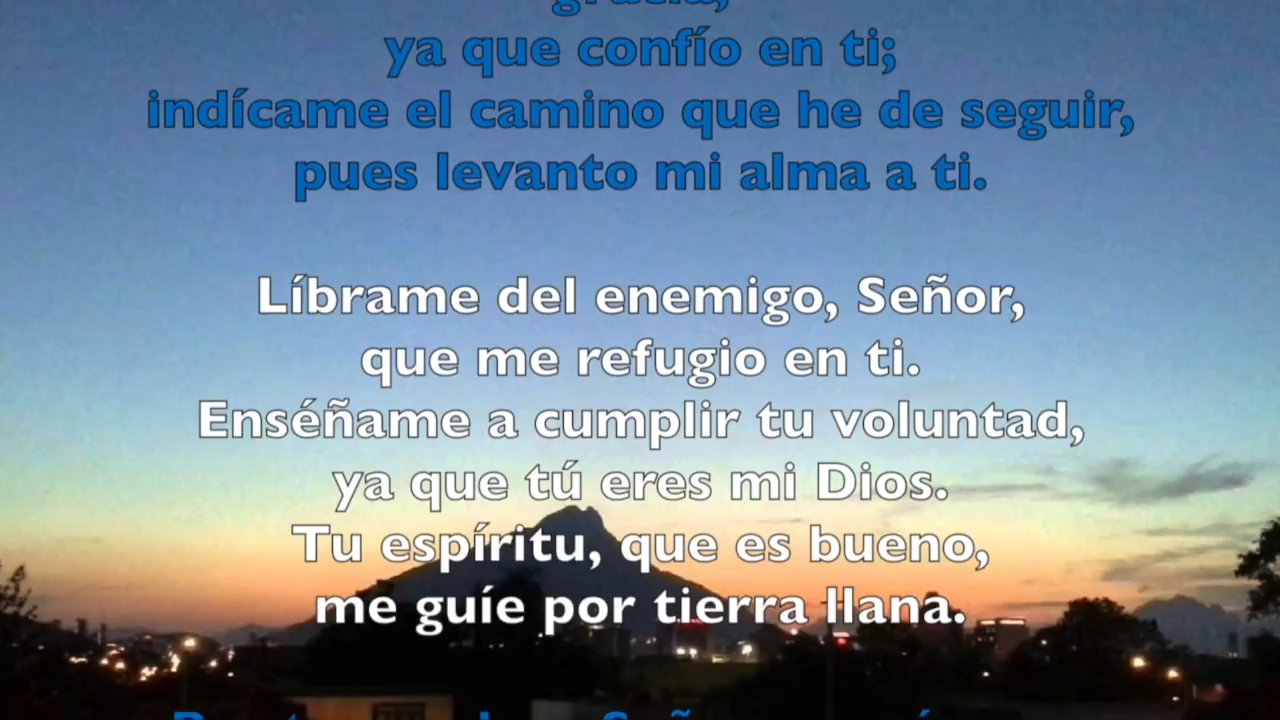 ya que confío en ti;
indícame el camino que he de seguir,
pues levanto mi alma a ti.
Líbrame del enemigo, Señor,
que me refugio en ti.
Enséñame a cumplir tu voluntad,
ya que tú eres mi Dios.
Tu espíritu, que es bueno,
me guíe por tierra llana.